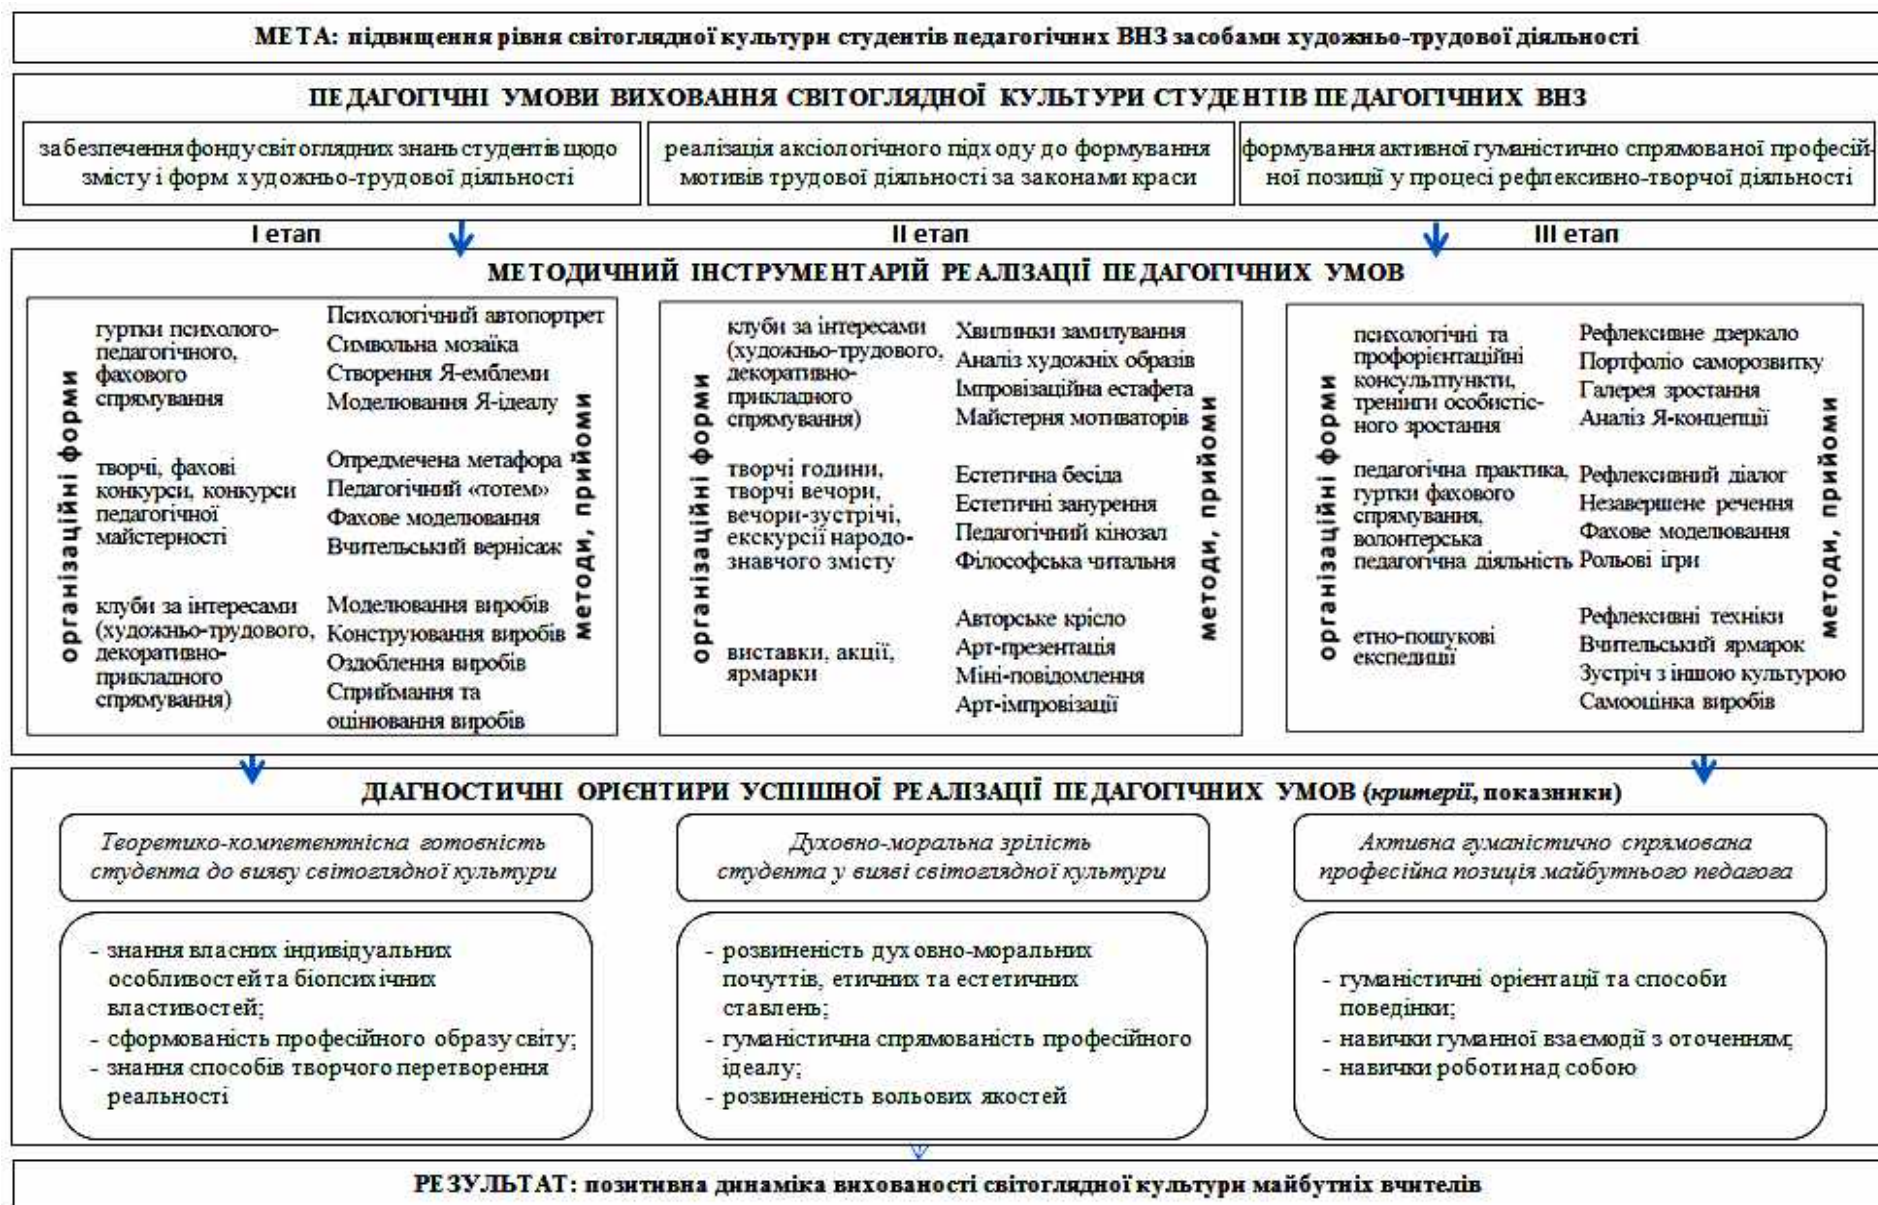 МЕТА: підвищення рівня світоглядної культури студентів педагогічних ВНЗ засобами художньо-трудової діяльності
ПЕДАГОГІЧНІ УМОВИ ВИХОВАННЯ СВІТОГЛЯДНОЇ КУЛЬТУРИ СТУДЕНТІВ ПЕДАГОГІЧНИХ ВНЗ
забезпечення фонду світоглядних знань студентів щодо
змісту і форм художньо-трудової діяльності
реалізація аксіологічного підходу до формування
мотивів трудової діяльності за законами краси
формування активної гуманістично спрямованої професій-
ної позиції у процесі рефлексивно-творчої діяльності
І етап
ІІ етап
ІІІ етап
МЕТОДИЧНИЙ ІНСТРУМЕНТАРІЙ РЕАЛІЗАЦІЇ ПЕДАГОГІЧНИХ УМОВ
організаційні форми
гуртки психолого-
педагогічного,
фахового
спрямування
Психологічний автопортрет
Символьна мозаїка
Створення Я-емблеми
Моделювання Я-ідеалу
творчі, фахові
конкурси, конкурси
педагогічної
майстерності
Опредмечена метафора
Педагогічний «тотем»
Фахове моделювання
Вчительський вернісаж
клуби за інтересами
(художньо-трудового,
декоративно-
прикладного
спрямування)
Моделювання виробів
Конструювання виробів
Оздоблення виробів
Сприймання та
оцінювання виробів
методи, прийоми
організаційні форми
клуби за інтересами
(художньо-трудового,
декоративно-
прикладного
спрямування)
Хвилинки замилування
Аналіз художніх образів
Імпровізаційна естафета
Майстерня мотиваторів
творчі години,
творчі вечори,
вечори-зустрічі,
екскурсії народо-
знавчого змісту
Естетична бесіда
Естетичні занурення
Педагогічний кінозал
Філософська читальня
виставки, акції,
ярмарки
Авторське крісло
Арт-презентація
Міні-повідомлення
Арт-імпровізації
методи, прийоми
організаційні форми
психологічні та
профорієнтаційні
консультпункти,
тренінги особистіс-
ного зростання
Рефлексивне дзеркало
Портфоліо саморозвитку
Галерея зростання
Аналіз Я-концепції
педагогічна практика,
гуртки фахового
спрямування,
волонтерська
педагогічна діяльність
Рефлексивний діалог
Незавершене речення
Фахове моделювання
Рольові ігри
етно-пошукові
експедиції
Рефлексивні техніки
Вчительський ярмарок
Зустріч з іншою культурою
Самооцінка виробів
методи, прийоми
ДІАГНОСТИЧНІ ОРІЄНТИРИ УСПІШНОЇ РЕАЛІЗАЦІЇ ПЕДАГОГІЧНИХ УМОВ (критерії, показники)
Теоретико-компетентнісна готовність
студента до вияву світоглядної культури
Духовно-моральна зрілість
студента у вияві світоглядної культури
Активна гуманістично спрямована
професійна позиція майбутнього педагога
- знання власних індивідуальних
особливостей та біопсихічних
властивостей;
- сформованість професійного образу світу;
- знання способів творчого перетворення
реальності
- розвиненість духовно-моральних
почуттів, етичних та естетичних
ставлень;
- гуманістична спрямованість професійного
ідеалу;
- розвиненість вольових якостей
- гуманістичні орієнтації та способи
поведінки;
- навички гуманної взаємодії з оточенням;
- навички роботи над собою
РЕЗУЛЬТАТ: позитивна динаміка вихованості світоглядної культури майбутніх вчителів